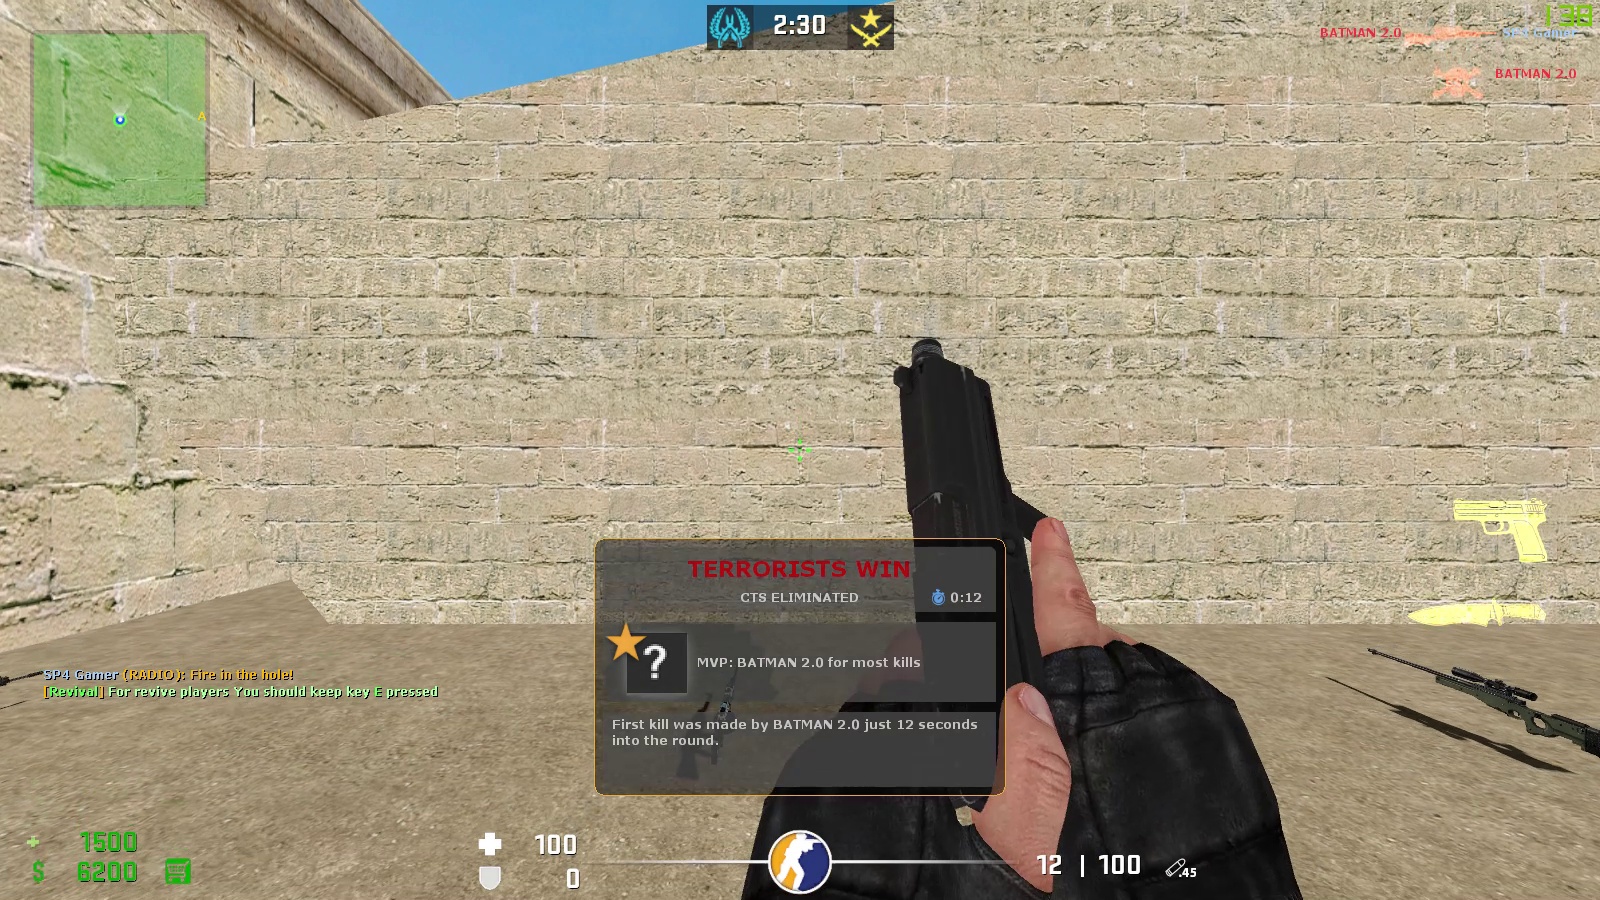 2:30
138
BATMAN 2.0 SP4 Gamer
BATMAN 2.0
A
TERRORISTS WIN
CTS ELIMINATED
0:12
?
MVP: BATMAN 2.0 for most kills
First kill was made by BATMAN 2.0 just 12 seconds
into the round.
SP4 Gamer (RADIO): Fire in the hole!
[Revival] For revive players You should keep key E pressed
+ 1500
$ 6200
100
0
12 | 100
.45